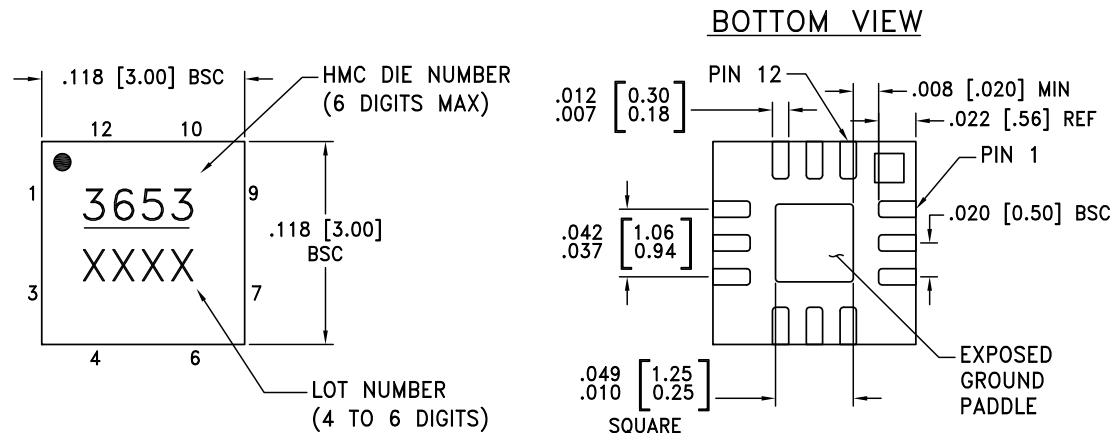 BOTTOM VIEW
.118 [3.00] BSC
HMC DIE NUMBER
(6 DIGITS MAX)
12
10
1
9
3653
XXXX
.118 [3.00]
BSC
3
7
4
6
LOT NUMBER
(4 TO 6 DIGITS)
PIN 12
.012 [0.30]
.007 [0.18]
.008 [.020] MIN
.022 [.56] REF
PIN 1
.020 [0.50] BSC
.042 [1.06]
.037 [0.94]
EXPOSED
GROUND
PADDLE
.049 [1.25]
.010 [0.25]
SQUARE